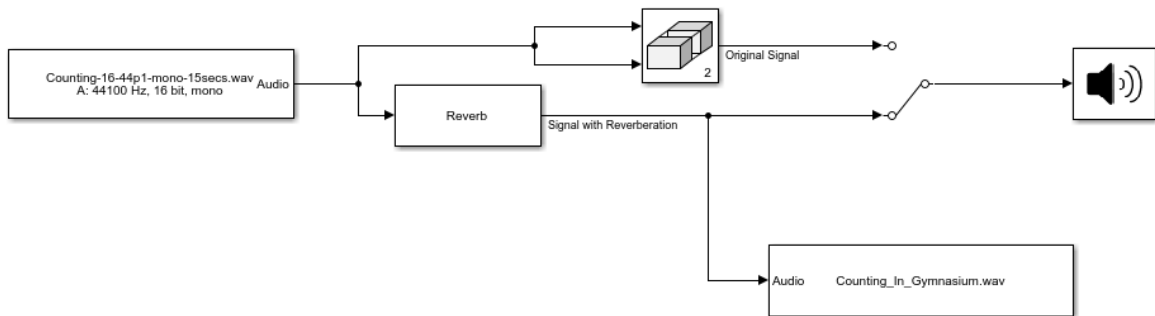 Counting-16-44p1-mono-15secs.wav
A: 44100 Hz, 16 bit, mono
Audio
Reverb
2
Original Signal
Signal with Reverberation
Audio
Counting_In_Gymnasium.wav